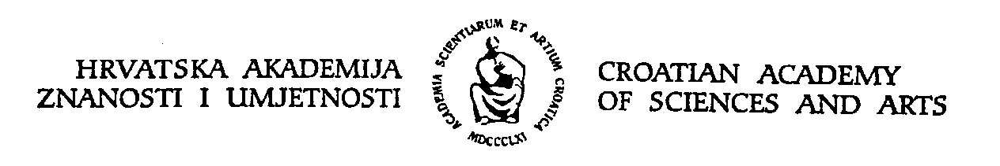 HRVATSKA AKADEMIJA
ZNANOSTI I UMJETNOSTI
ACADEMIA SCIENTIARUM ET ARTIUM CROATICA
MDCCCLXI
CROATIAN ACADEMY
OF SCIENCES AND ARTS